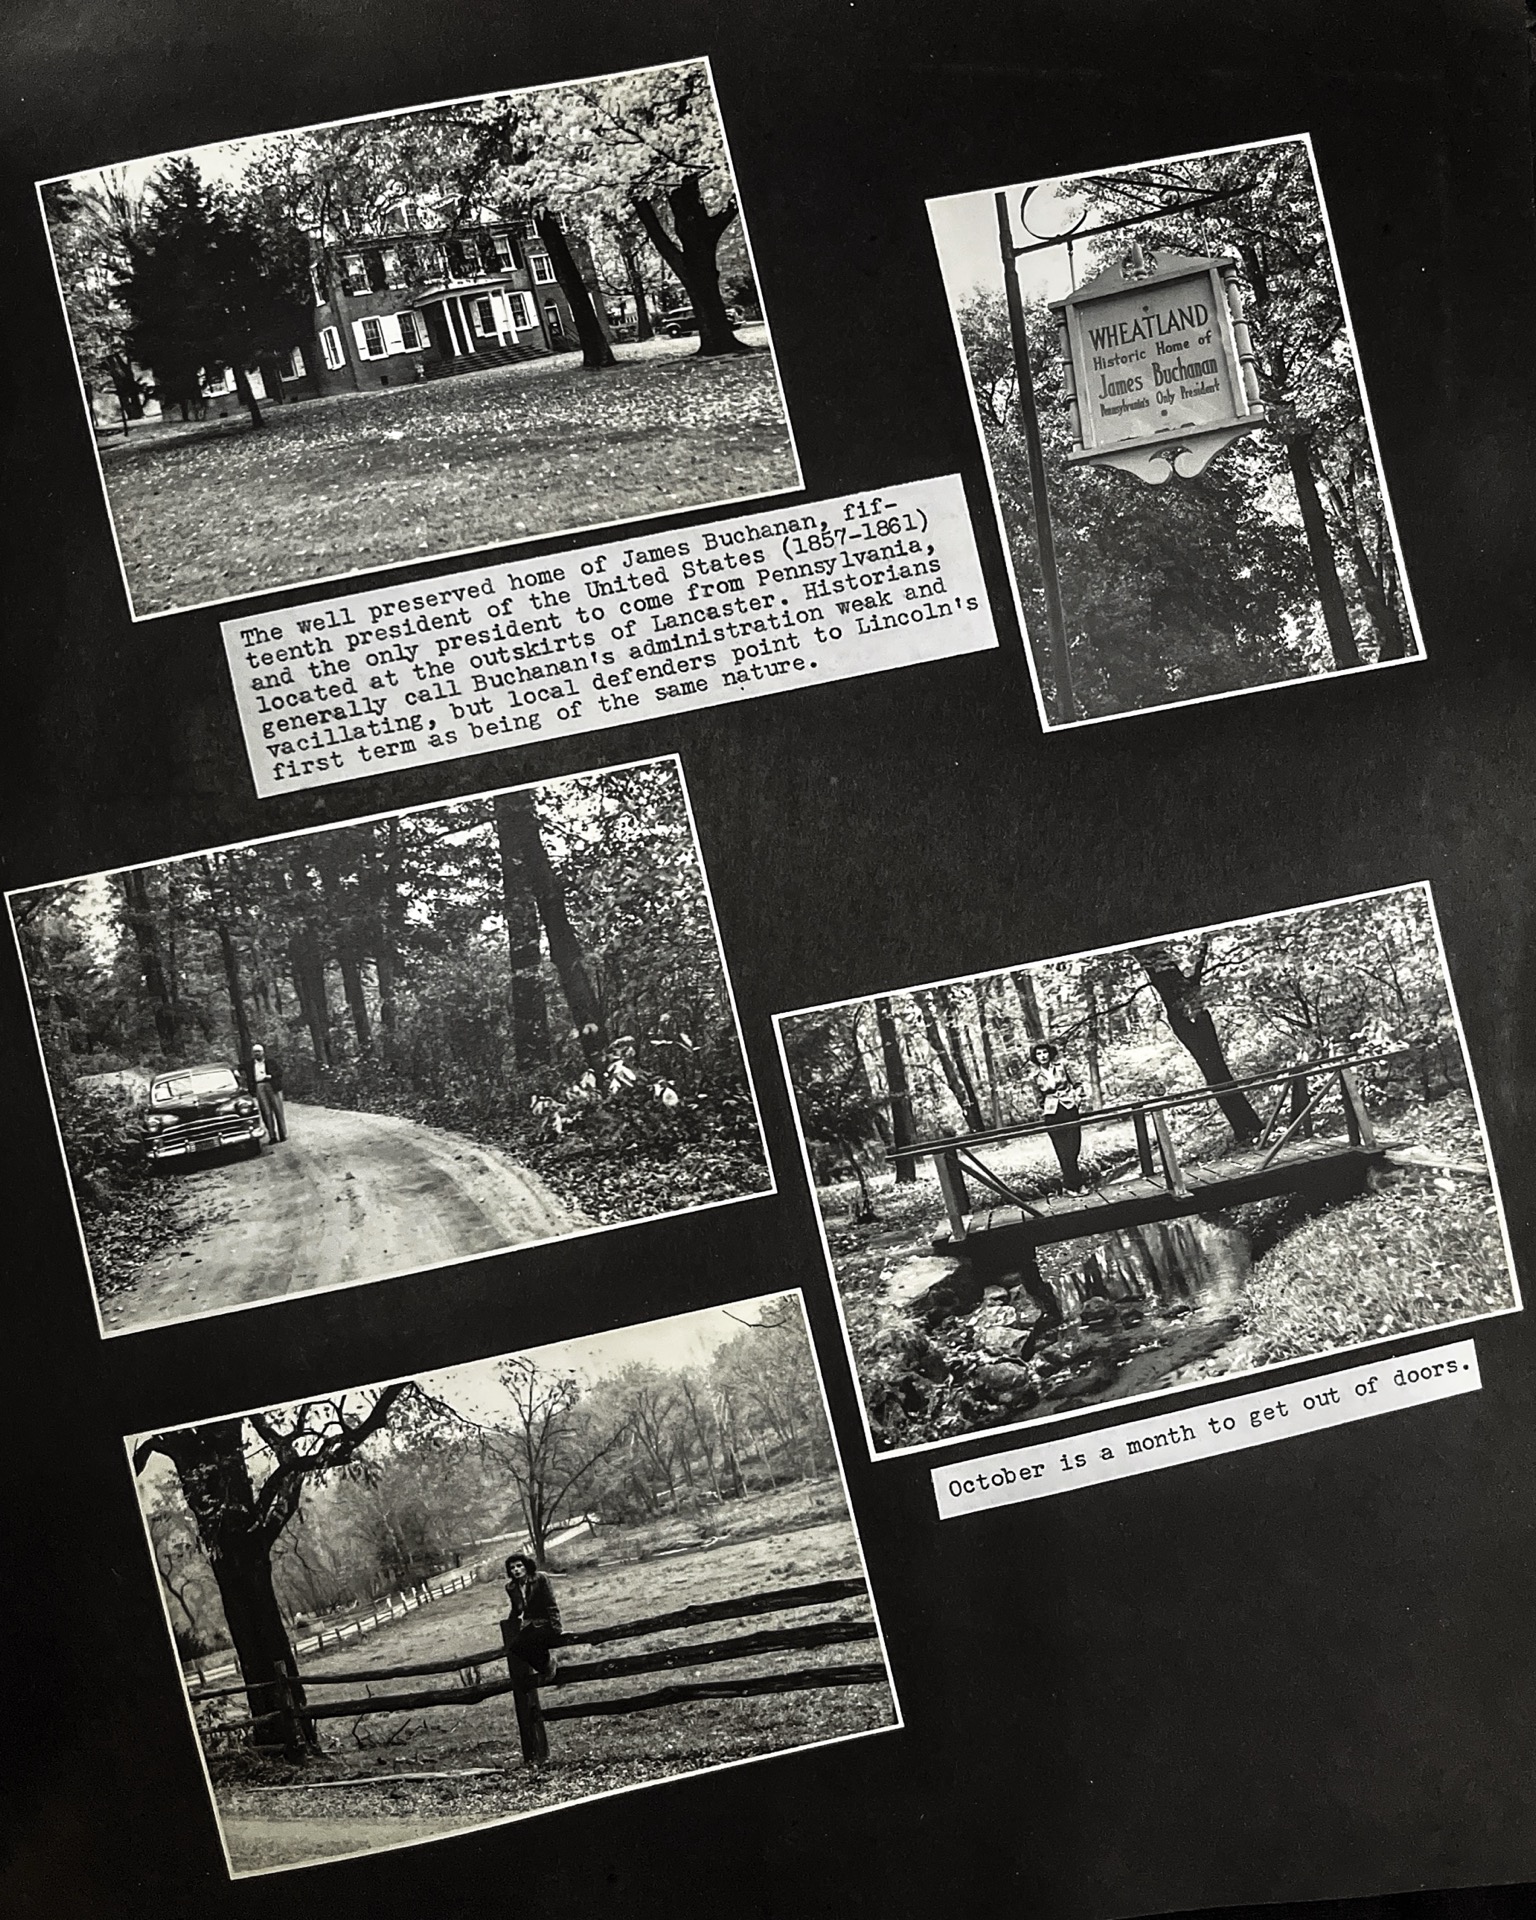 WHEATLAND
Historic Home of
James Buchanan
Pennsylvania's Only President
The well preserved home of James Buchanan, fif-
teenth president of the United States (1857-1861)
and the only president to come from Pennsylvania,
located at the outskirts of Lancaster. Historians
generally call Buchanan's administration weak and
vacillating, but local defenders point to Lincoln's
first term as being of the same nature.
October is a month to get out of doors.